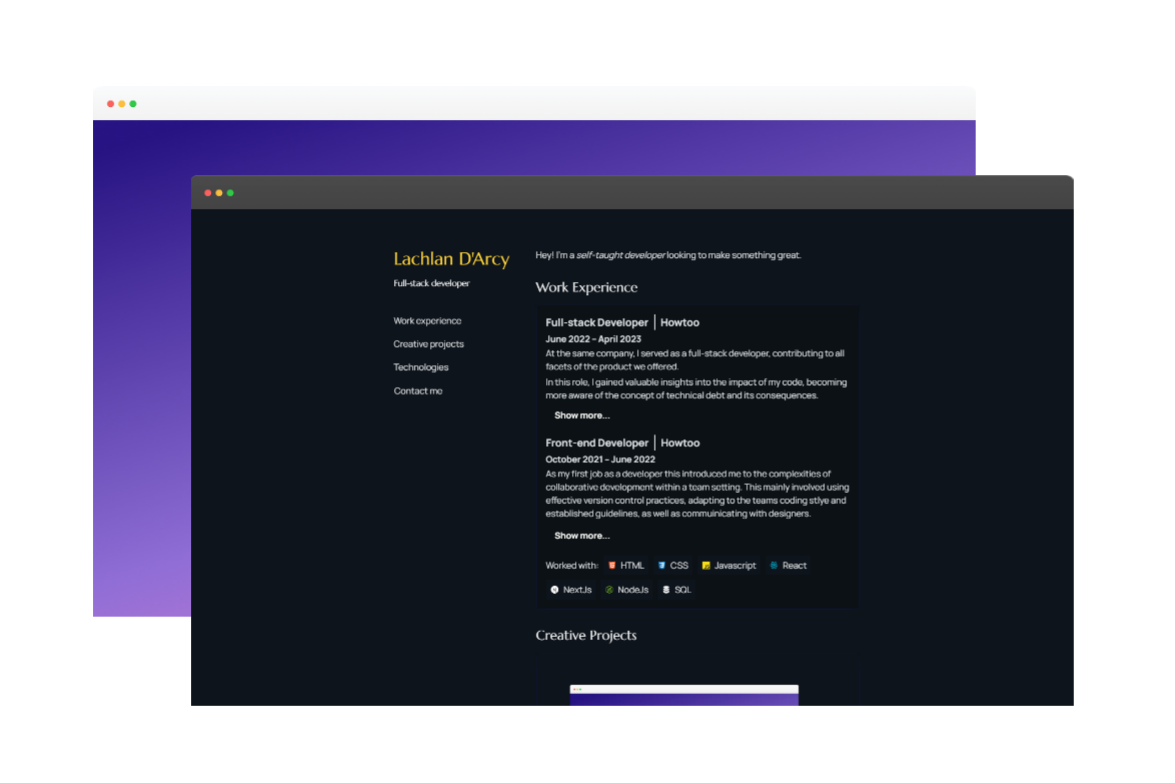 Lachlan D'Arcy
Full-stack developer
Work experience
Creative projects
Technologies
Contact me
Hey! I'm a self-taught developer looking to make something great.
Work Experience
Full-stack Developer | Howtoo
June 2022 – April 2023
At the same company, I served as a full-stack developer, contributing to all
facets of the product we offered.
In this role, I gained valuable insights into the impact of my code, becoming
more aware of the concept of technical debt and its consequences.
Show more...
Front-end Developer | Howtoo
October 2021 – June 2022
As my first job as a developer this introduced me to the complexities of
collaborative development within a team setting. This mainly involved using
effective version control practices, adapting to the teams coding stlye and
established guidelines, as well as commuinicating with designers.
Show more...
Worked with: HTML CSS Javascript React
NextJs NodeJs SQL
Creative Projects